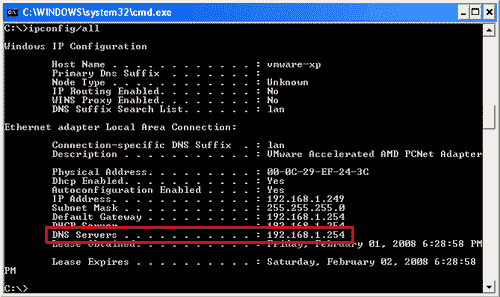 C:\WINDOWS\system32\cmd.exe
C:\>ipconfig/all
Windows IP Configuration
Host Name . . . . . . . . . . . . : vmware-xp
Primary Dns Suffix . . . . . . . :
Node Type . . . . . . . . . . . . : Unknown
IP Routing Enabled. . . . . . . . : No
WINS Proxy Enabled. . . . . . . . : No
DNS Suffix Search List. . . . . . : lan
Ethernet adapter Local Area Connection:
Connection-specific DNS Suffix . : lan
Description . . . . . . . . . . . : VMware Accelerated AMD PCNet Adapter
Physical Address. . . . . . . . . : 00-0C-29-EF-24-3C
Dhcp Enabled. . . . . . . . . . . : Yes
Autoconfiguration Enabled . . . . : Yes
IP Address. . . . . . . . . . . . : 192.168.1.249
Subnet Mask . . . . . . . . . . . : 255.255.255.0
Default Gateway . . . . . . . . . : 192.168.1.254
DHCP Server . . . . . . . . . . . : 192.168.1.254
DNS Servers . . . . . . . . . . . : 192.168.1.254
Lease Obtained. . . . . . . . . . : Friday, February 01, 2008 6:28:58 PM
Lease Expires . . . . . . . . . . : Saturday, February 02, 2008 6:28:58
PM
C:\>